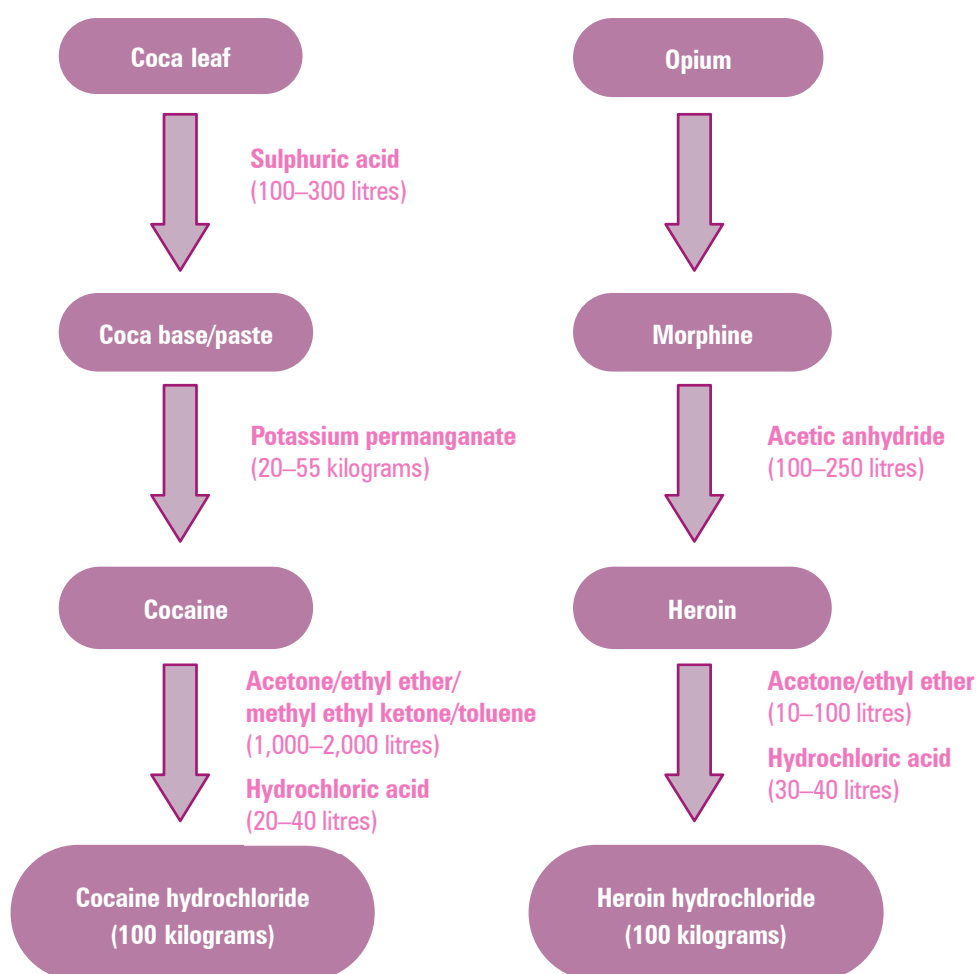 Coca leaf
Sulphuric acid
(100–300 litres)
Coca base/paste
Potassium permanganate
(20–55 kilograms)
Cocaine
Acetone/ethyl ether/
methyl ethyl ketone/toluene
(1,000–2,000 litres)
Hydrochloric acid
(20–40 litres)
Cocaine hydrochloride
(100 kilograms)
Opium
Morphine
Acetic anhydride
(100–250 litres)
Heroin
Acetone/ethyl ether
(10–100 litres)
Hydrochloric acid
(30–40 litres)
Heroin hydrochloride
(100 kilograms)